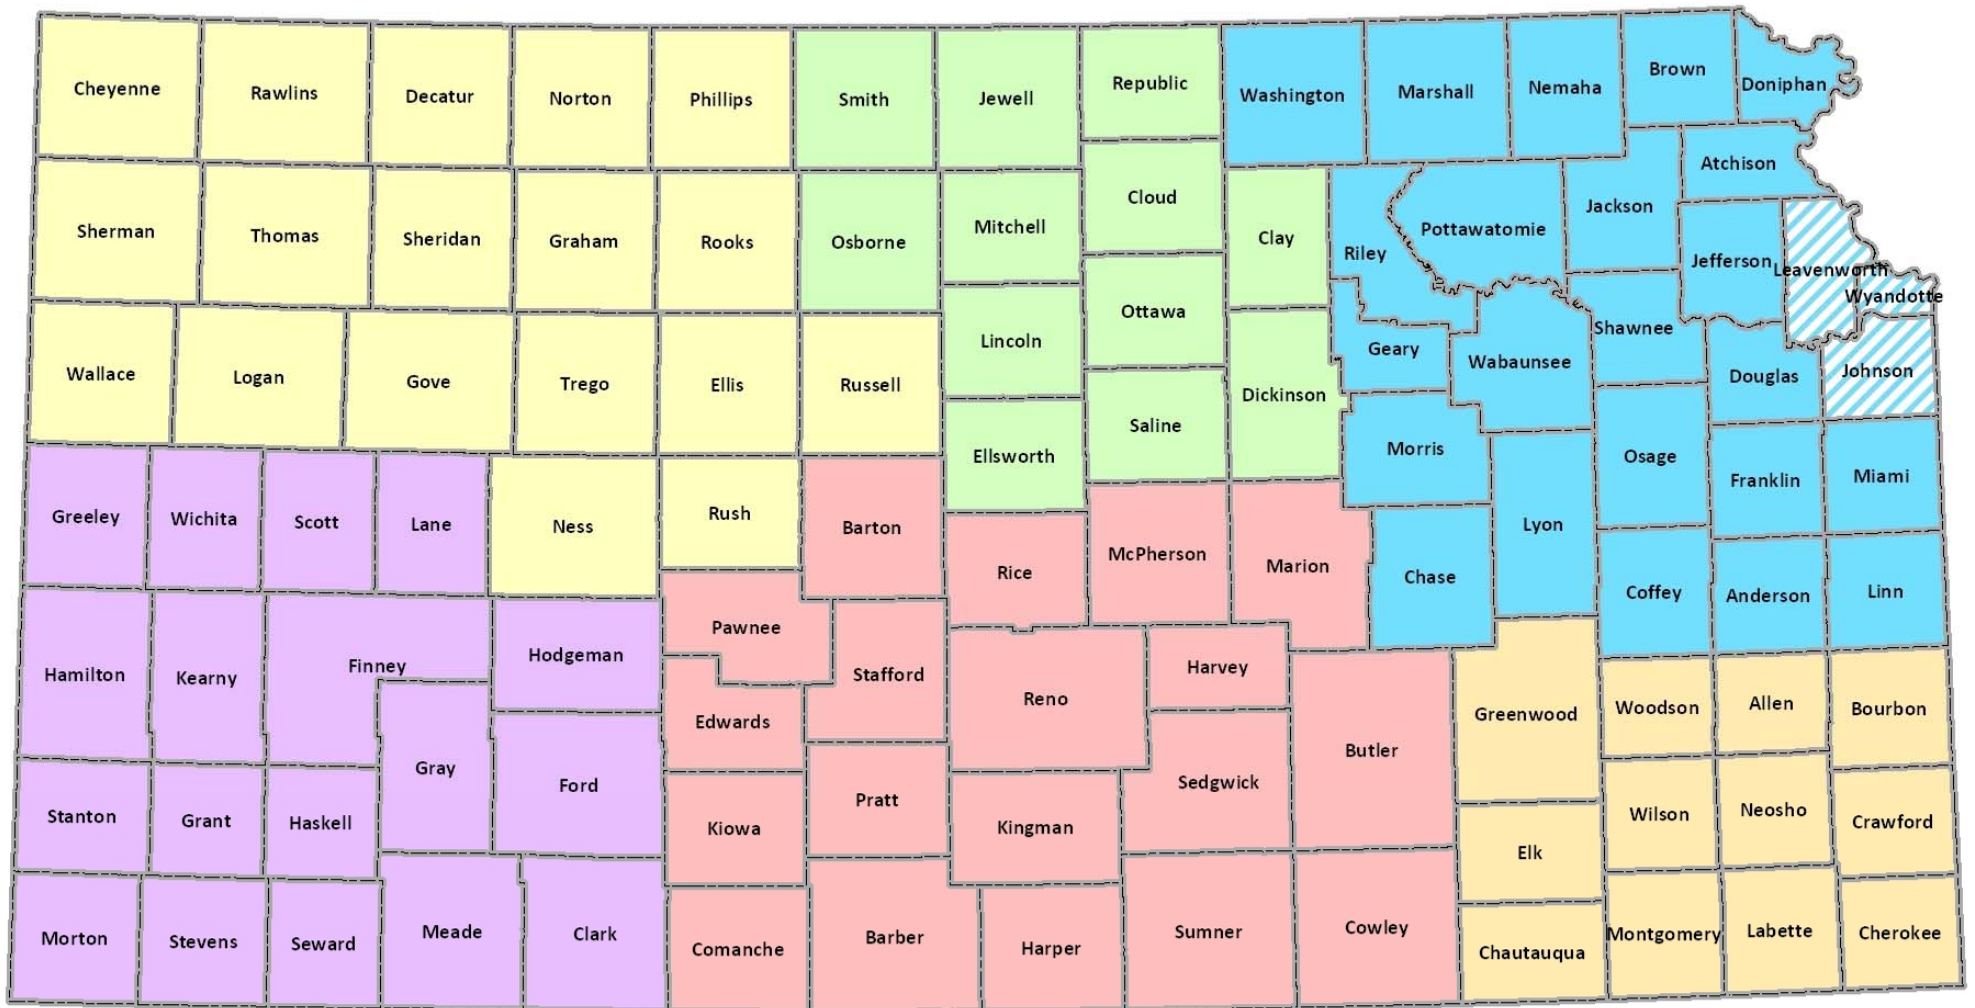 Cheyenne
Rawlins
Decatur
Norton
Phillips
Smith
Jewell
Republic
Washington
Marshall
Nemaha
Brown
Doniphan
Atchison
Sherman
Thomas
Sheridan
Graham
Rooks
Osborne
Mitchell
Cloud
Clay
Riley
Pottawatomie
Jackson
Jefferson
Leavenworth
Wyandotte
Wallace
Logan
Gove
Trego
Ellis
Russell
Lincoln
Ottawa
Dickinson
Geary
Wabaunsee
Shawnee
Douglas
Johnson
Ellsworth
Saline
Morris
Osage
Franklin
Miami
Greeley
Wichita
Scott
Lane
Ness
Rush
Barton
Rice
McPherson
Marion
Chase
Lyon
Coffey
Anderson
Linn
Hamilton
Kearny
Finney
Hodgeman
Pawnee
Stafford
Reno
Harvey
Butler
Greenwood
Woodson
Allen
Bourbon
Edwards
Gray
Ford
Stanton
Grant
Haskell
Kiowa
Pratt
Kingman
Sedgwick
Elk
Wilson
Neosho
Crawford
Morton
Stevens
Seward
Meade
Clark
Comanche
Barber
Harper
Sumner
Cowley
Chautauqua
Montgomery
Labette
Cherokee